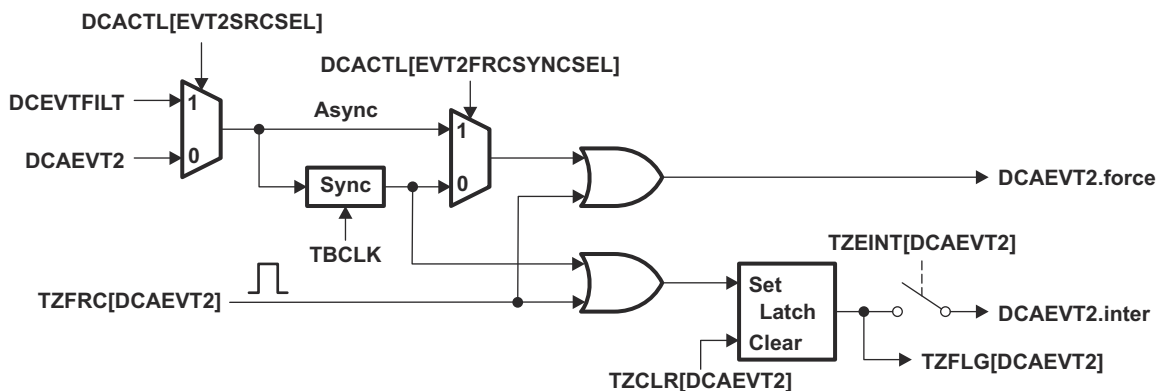 DCACTL[EVT2SRCSEL]
DCACTL[EVT2FRCSYNCSEL]
DCEVTFILT
1
Async
1
DCAEVT2
0
Sync
0
DCAEVT2.force
TBCLK
TZEINT[DCAEVT2]
TZFRC[DCAEVT2]
Set
Latch
DCAEVT2.inter
Clear
TZCLR[DCAEVT2]
TZFLG[DCAEVT2]